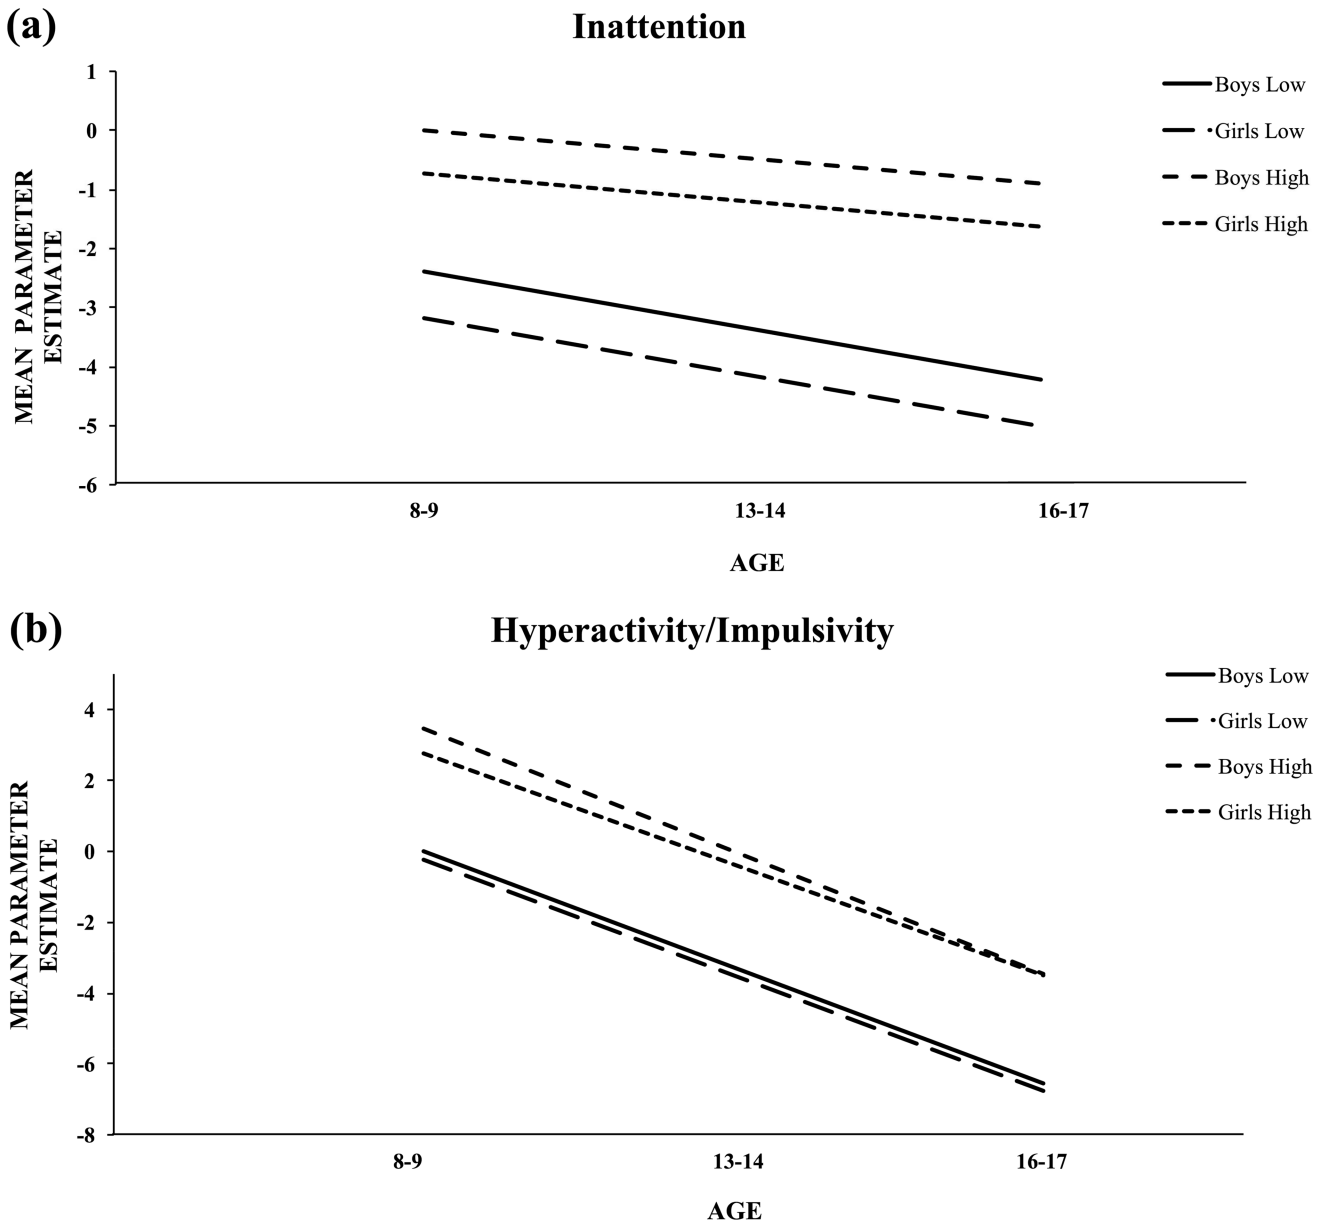 (a)
Inattention
1
0
-1
-2
-3
-4
-5
-6
MEAN PARAMETER
ESTIMATE
Boys Low
Girls Low
Boys High
Girls High
8-9 13-14 16-17
AGE
(b)
Hyperactivity/Impulsivity
4
2
0
-2
-4
-6
-8
MEAN PARAMETER
ESTIMATE
Boys Low
Girls Low
Boys High
Girls High
8-9 13-14 16-17
AGE